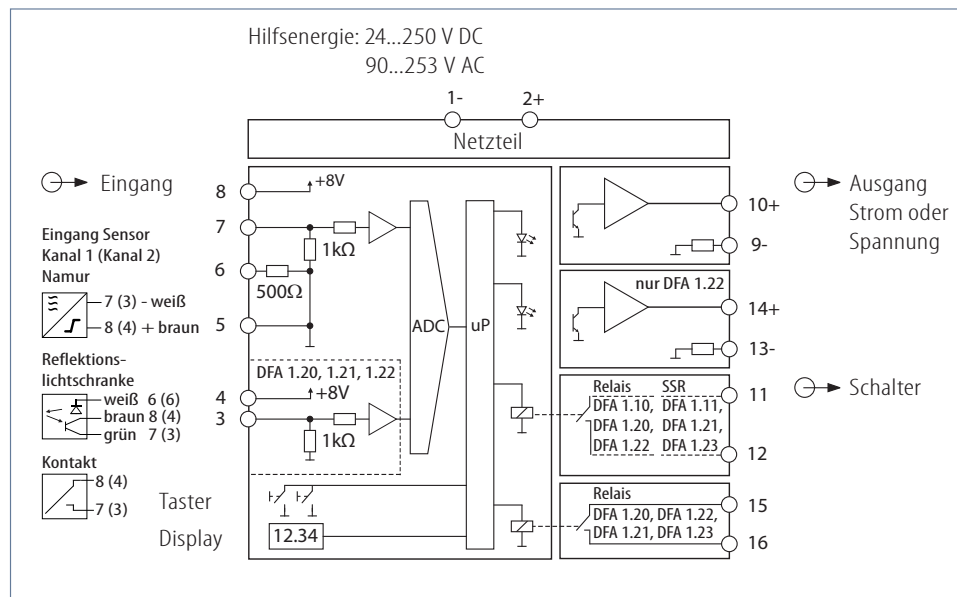 Hilfsenergie: 24...250 V DC
90...253 V AC
1-
2+
Netzteil
Eingang
Eingang Sensor
Kanal 1 (Kanal 2)
Namur
7 (3) - weiß
8 (4) + braun
Reflektions-
lichtschranke
weiß 6 (6)
braun 8 (4)
grün 7 (3)
Kontakt
8 (4)
7 (3)
8
+8V
7
1kΩ
6
500Ω
5
DFA 1.20, 1.21, 1.22
4
+8V
3
1kΩ
ADC
uP
Taster
Display
12.34
10+
9-
nur DFA 1.22
14+
13-
Relais SSR
DFA 1.10, DFA 1.11,
DFA 1.20, DFA 1.21,
DFA 1.22 DFA 1.23
11
12
Relais
DFA 1.20, DFA 1.22,
DFA 1.21, DFA 1.23
15
16
Ausgang
Strom oder
Spannung
Schalter